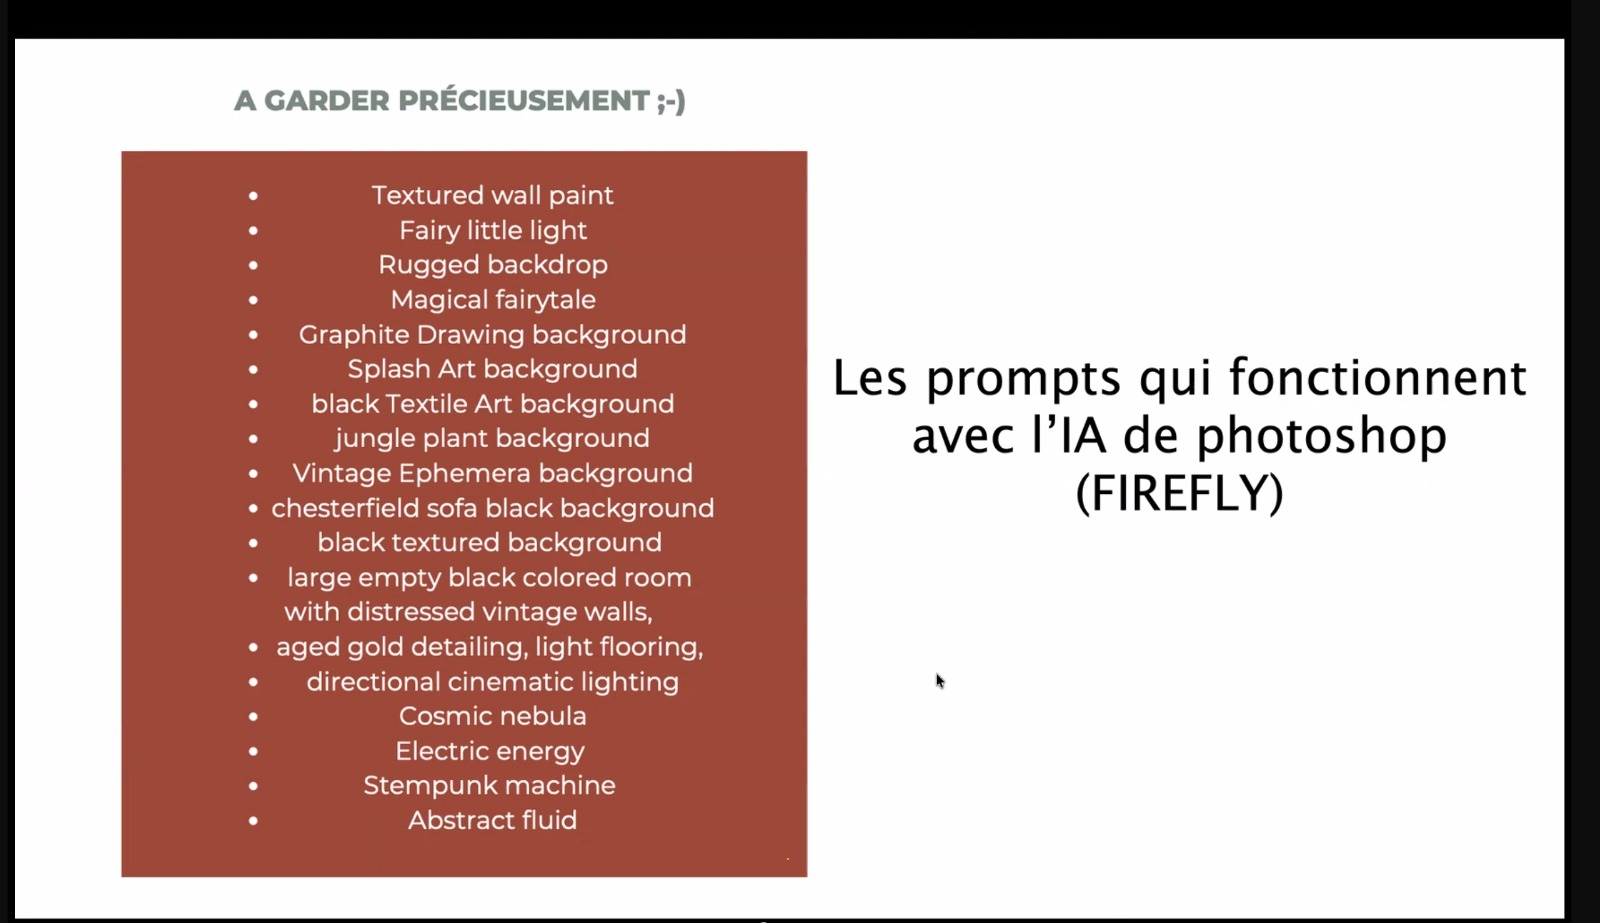 A GARDER PRÉCIEUSEMENT ;-)
• Textured wall paint
• Fairy little light
• Rugged backdrop
• Magical fairytale
• Graphite Drawing background
• Splash Art background
• black Textile Art background
• jungle plant background
• Vintage Ephemera background
• chesterfield sofa black background
• black textured background
• large empty black colored room
with distressed vintage walls,
• aged gold detailing, light flooring,
• directional cinematic lighting
• Cosmic nebula
• Electric energy
• Stempunk machine
• Abstract fluid
.
Les prompts qui fonctionnent
avec l’IA de photoshop
(FIREFLY)